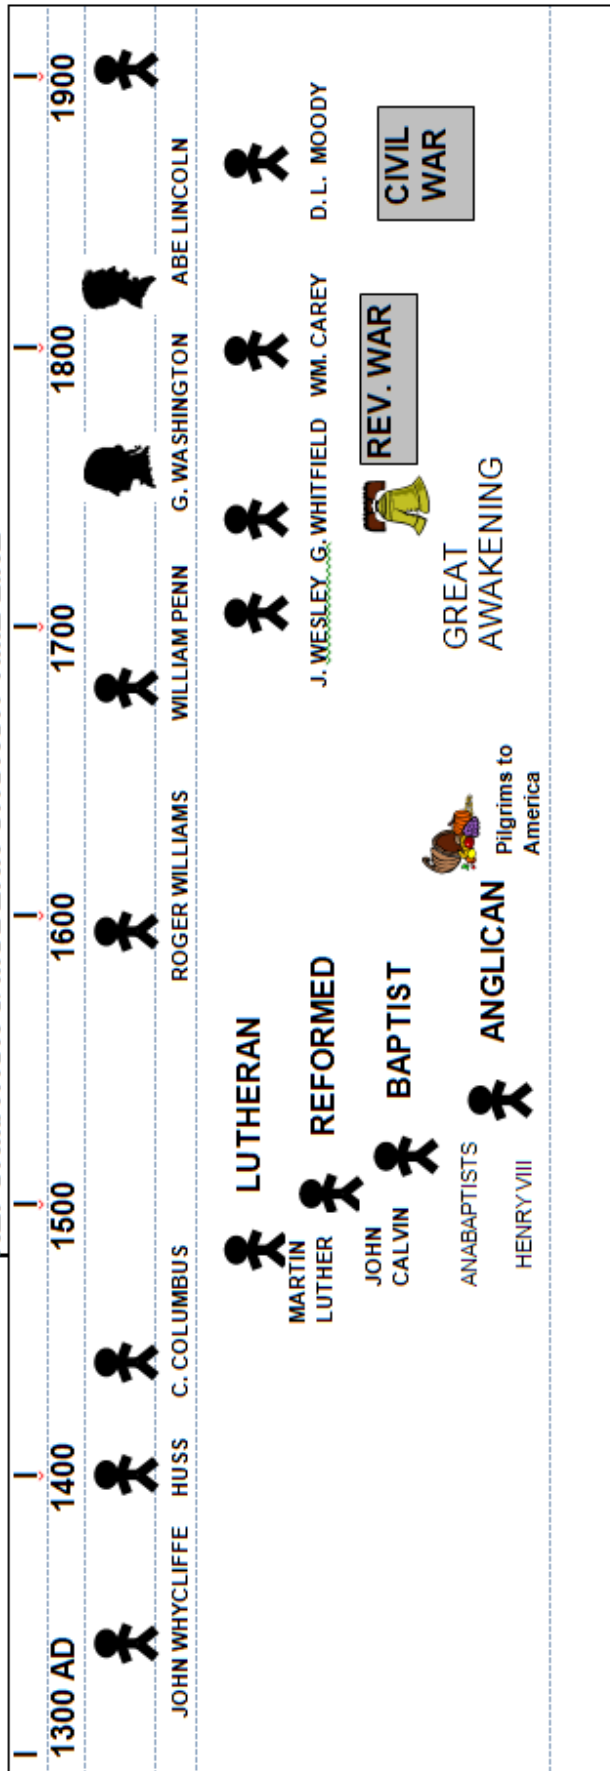 1300 AD
1400
1500
1600
1700
1800
1900
JOHN WHYCLIFFE
HUSS
C. COLUMBUS
ROGER WILLIAMS
WILLIAM PENN
G. WASHINGTON
ABE LINCOLN
MARTIN
LUTHER
LUTHERAN
JOHN
CALVIN
REFORMED
ANABAPTISTS
BAPTIST
HENRY VIII
ANGLICAN
Pilgrims to
America
J. WESLEY
G. WHITFIELD
WM. CAREY
D.L. MOODY
GREAT
AWAKENING
REV. WAR
CIVIL
WAR